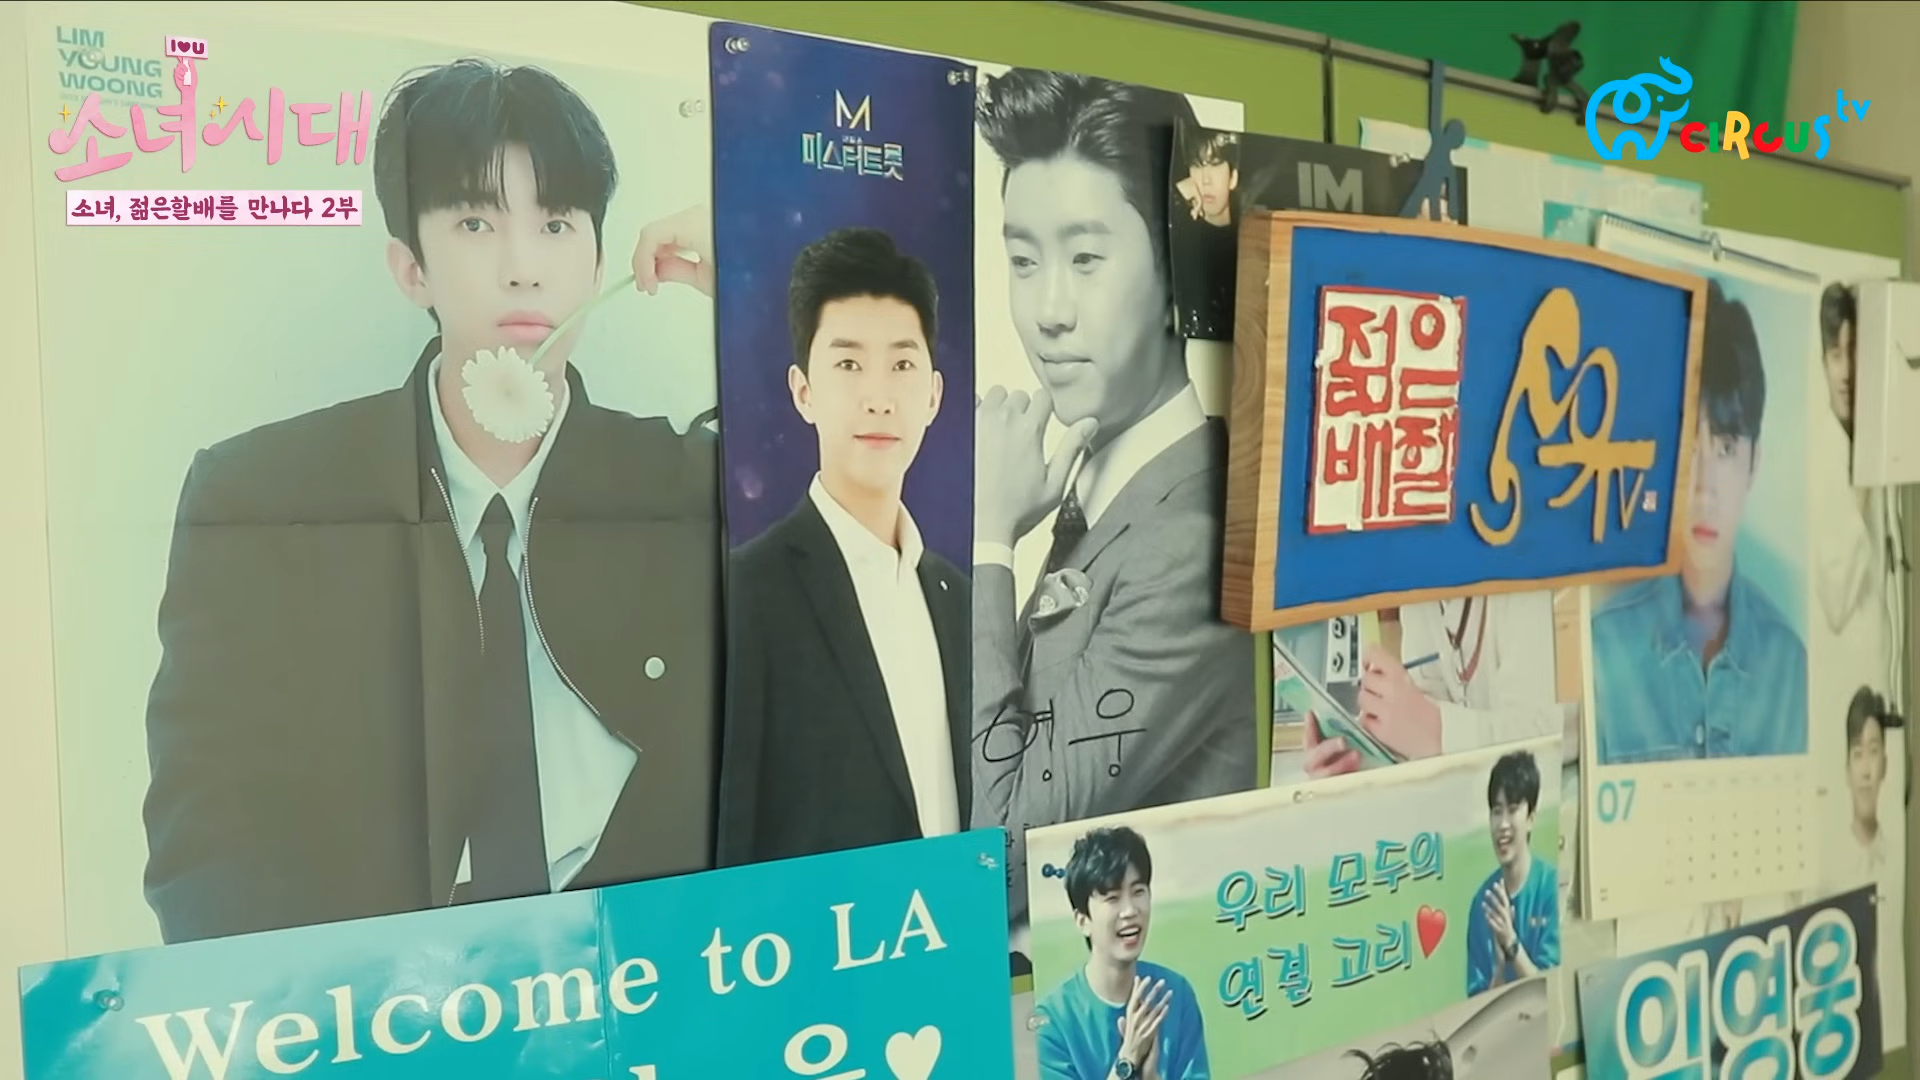 LIM
YOUNG
WOONG
I♥U
소녀시대
소녀, 젊은할배를 만나다 2부
CIRCUS tv
M
미스터트롯
IM
젊은
배할
영웅
07
우리 모두의
연결 고리♥
Welcome to LA
웅♥
임영웅